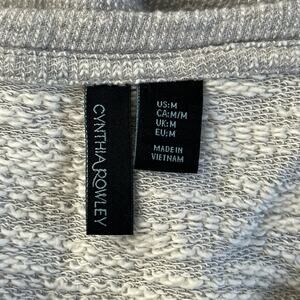 CYNTHIA ROWLEY
US:M
CA:M/M
UK:M
EU:M
MADE IN
VIETNAM